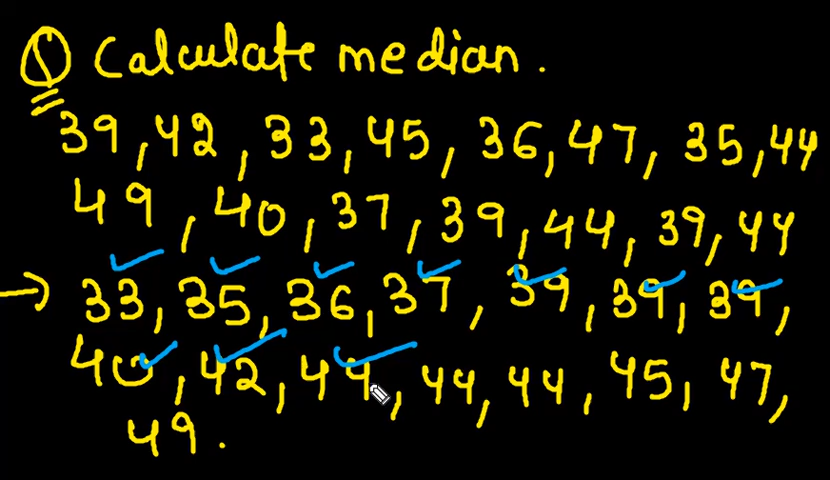 ① Calculate median.
39, 42, 33, 45, 36, 47, 35, 44
49, 40, 37, 39, 44, 39, 44
→ 33, 35, 36, 37, 39, 39, 39,
40, 42, 44, 44, 44, 45, 47,
49.